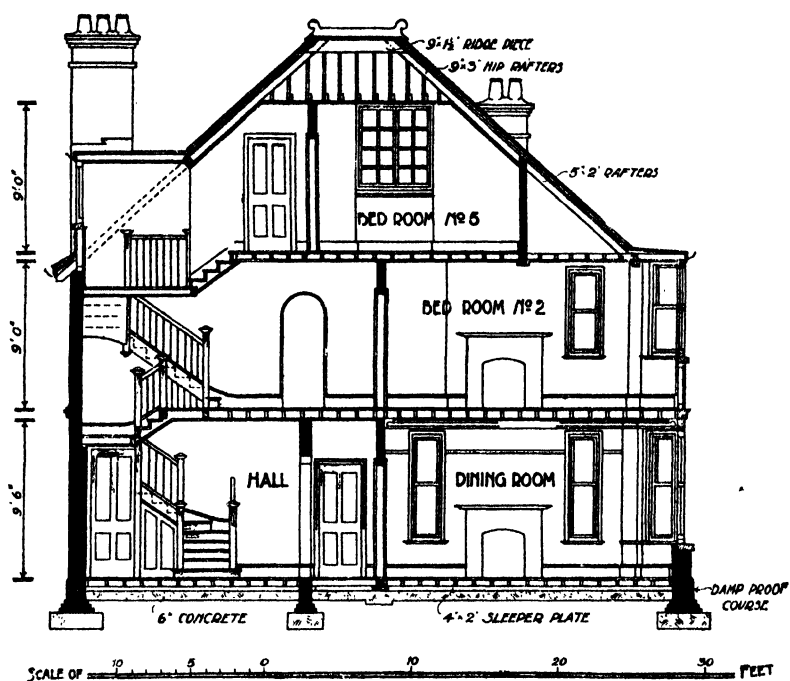 9"·1½" RIDGE PIECE
9"·3" HIP RAFTERS
5"·2" RAFTERS
9'0"
BED ROOM Nº 5
9'0"
BED ROOM Nº 2
9'6"
HALL
DINING ROOM
DAMP PROOF
COURSE
6" CONCRETE
4"×2" SLEEPER PLATE
SCALE OF 10 5 0 10 20 30 FEET